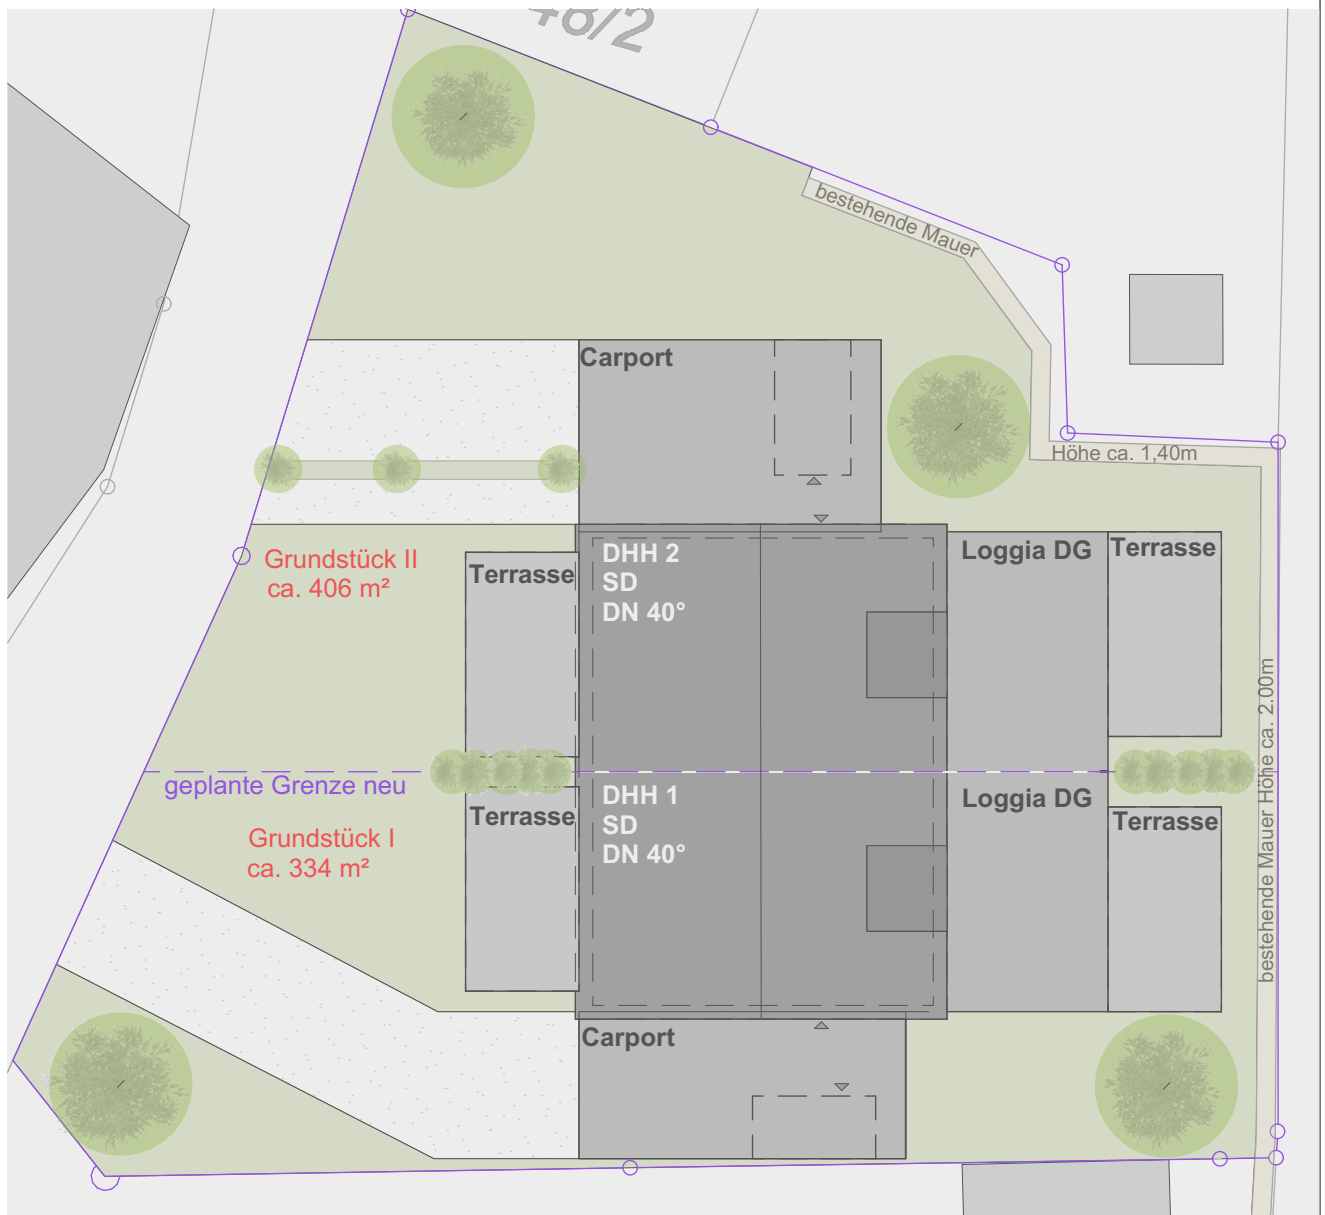 48/2
bestehende Mauer
Carport
Höhe ca. 1,40m
Grundstück II
ca. 406 m²
Terrasse
DHH 2
SD
DN 40°
Loggia DG
Terrasse
geplante Grenze neu
Grundstück I
ca. 334 m²
Terrasse
DHH 1
SD
DN 40°
Loggia DG
Terrasse
bestehende Mauer Höhe ca. 2.00m
Carport